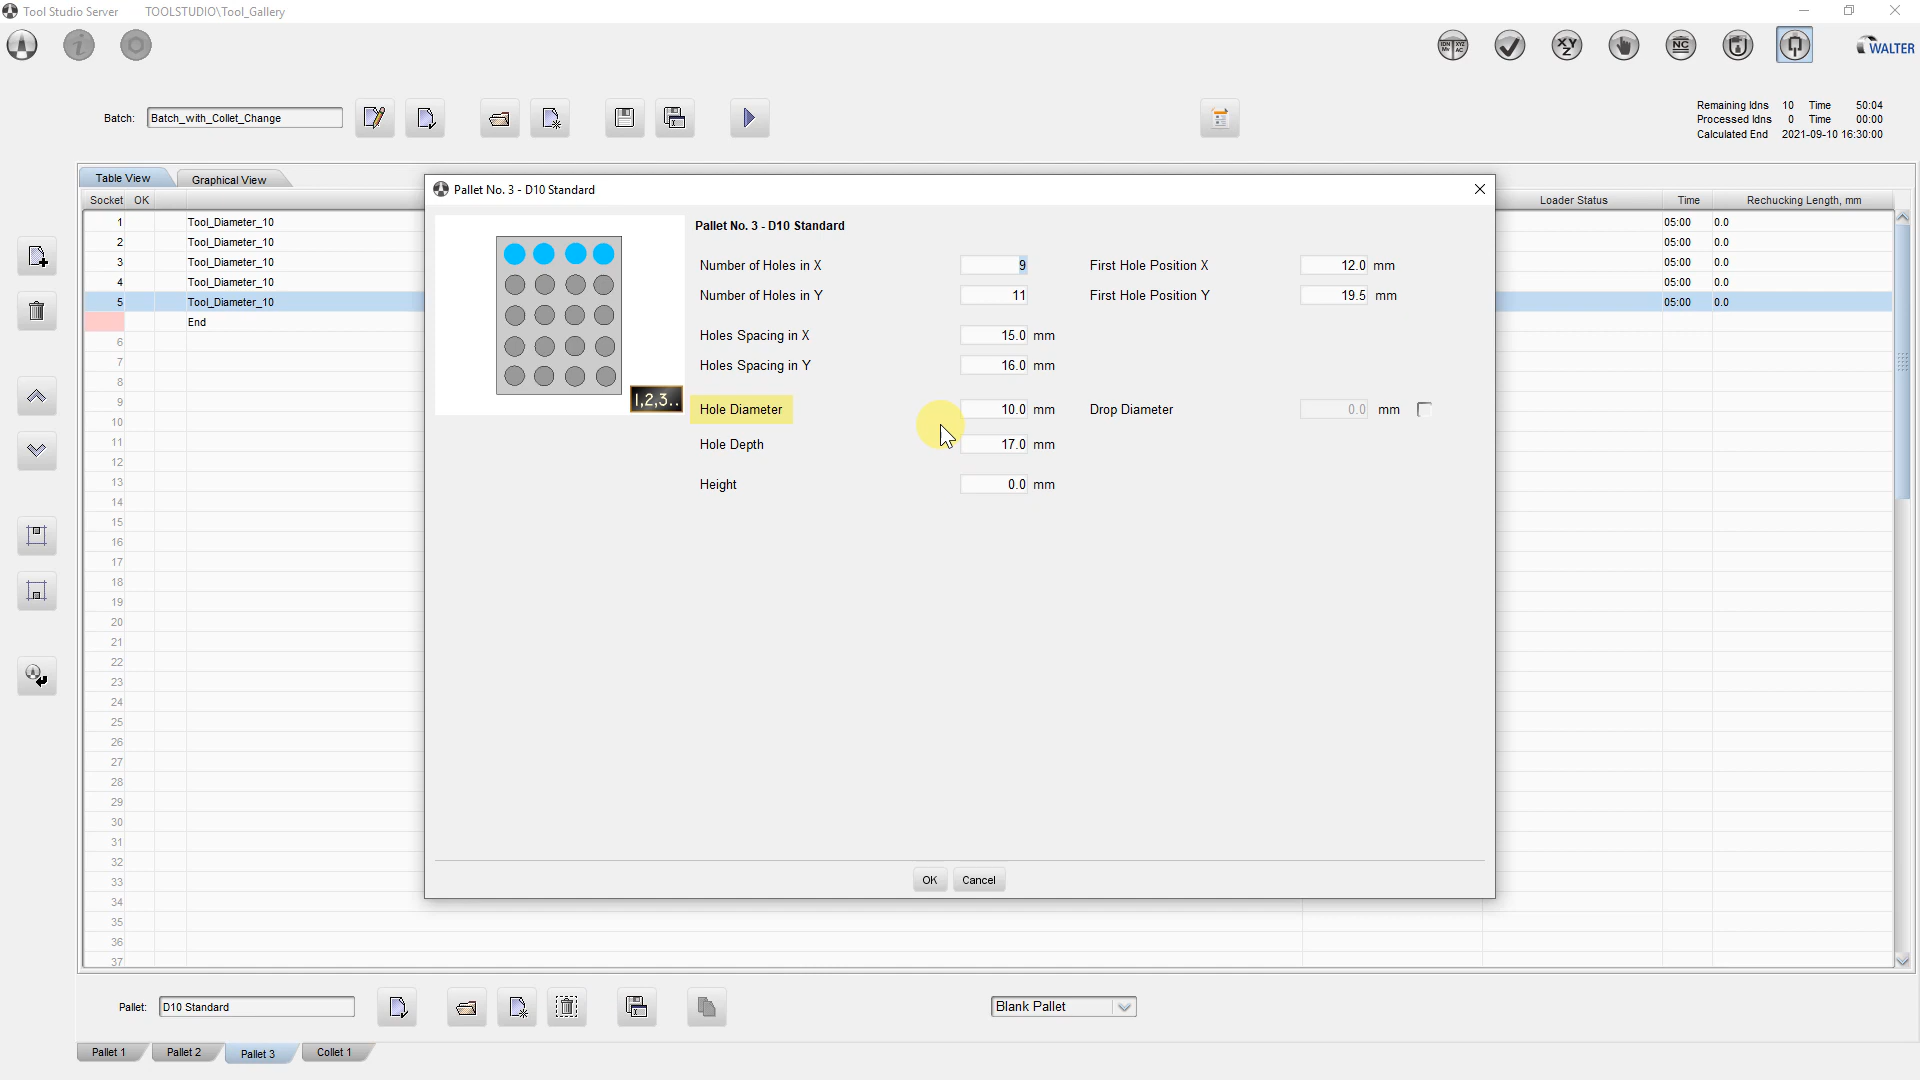 Tool Studio Server TOOLSTUDIO\Tool_Gallery
IDN XYZ
Mv AC
XYZ
NC
WALTER
Batch: Batch_with_Collet_Change
Remaining Idns 10 Time 50:04
Processed Idns 0 Time 00:00
Calculated End 2021-09-10 16:30:00
Table View Graphical View
Socket OK Loader Status Time Rechucking Length, mm
1 Tool_Diameter_10 05:00 0.0
2 Tool_Diameter_10 05:00 0.0
3 Tool_Diameter_10 05:00 0.0
4 Tool_Diameter_10 05:00 0.0
5 Tool_Diameter_10 05:00 0.0
End
6
7
8
9
10
11
12
13
14
15
16
17
18
19
20
21
22
23
24
25
26
27
28
29
30
31
32
33
34
35
36
37
Pallet No. 3 - D10 Standard
Pallet No. 3 - D10 Standard
Number of Holes in X 9 First Hole Position X 12.0 mm
Number of Holes in Y 11 First Hole Position Y 19.5 mm
Holes Spacing in X 15.0 mm
Holes Spacing in Y 16.0 mm
1,2,3..
Hole Diameter 10.0 mm Drop Diameter 0.0 mm
Hole Depth 17.0 mm
Height 0.0 mm
OK Cancel
Pallet: D10 Standard Blank Pallet
Pallet 1 Pallet 2 Pallet 3 Collet 1